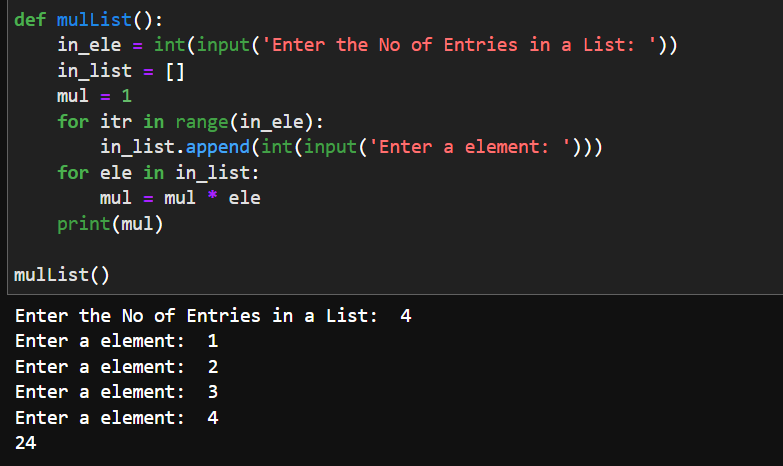 def mulList():
    in_ele = int(input('Enter the No of Entries in a List: '))
    in_list = []
    mul = 1
    for itr in range(in_ele):
        in_list.append(int(input('Enter a element: ')))
    for ele in in_list:
        mul = mul * ele
    print(mul)

mulList()
Enter the No of Entries in a List:  4
Enter a element:  1
Enter a element:  2
Enter a element:  3
Enter a element:  4
24